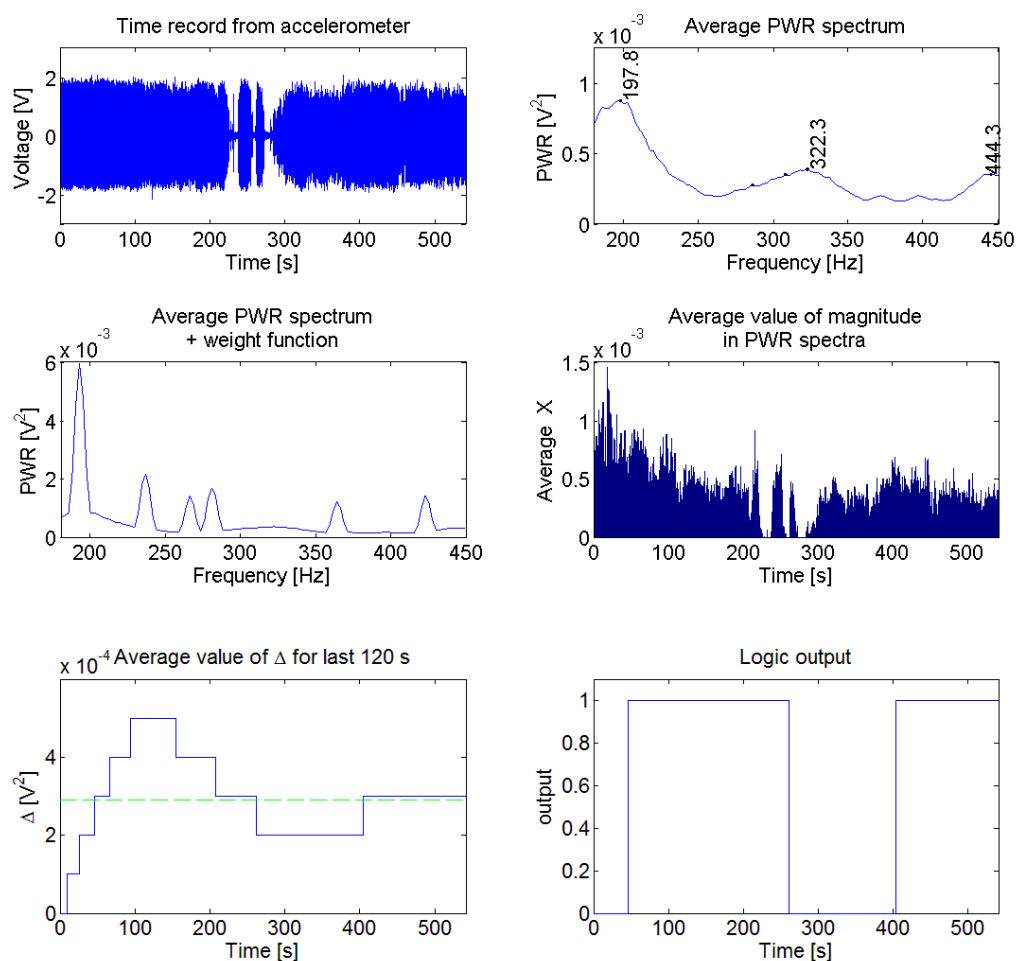 Time record from accelerometer
Voltage [V]
2
0
-2
0 100 200 300 400 500
Time [s]
Average PWR spectrum
x 10^-3
PWR [V^2]
1
0.5
0
197.8
322.3
444.3
200 250 300 350 400 450
Frequency [Hz]
Average PWR spectrum
+ weight function
x 10^-3
PWR [V^2]
6
4
2
0
200 250 300 350 400 450
Frequency [Hz]
Average value of magnitude
in PWR spectra
x 10^-3
Average X
1.5
1
0.5
0
0 100 200 300 400 500
Time [s]
x 10^-4 Average value of Δ for last 120 s
Δ [V^2]
4
2
0
0 100 200 300 400 500
Time [s]
Logic output
output
1
0.8
0.6
0.4
0.2
0
0 100 200 300 400 500
Time [s]